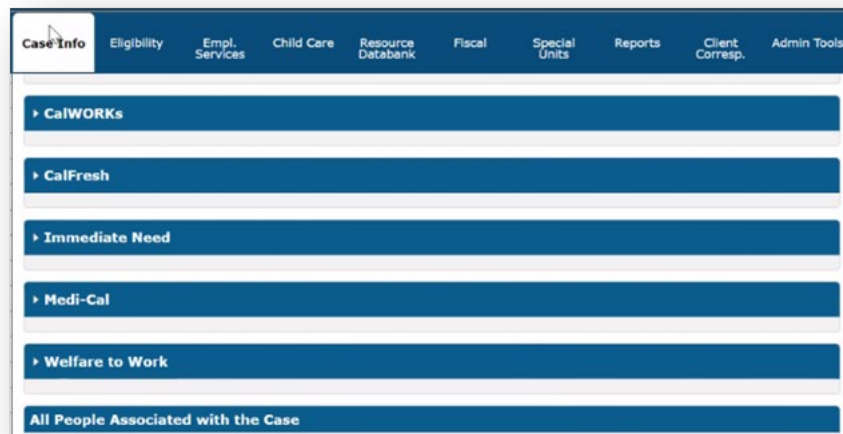 Case Info
Eligibility
Empl.
Services
Child Care
Resource
Databank
Fiscal
Special
Units
Reports
Client
Corresp.
Admin Tools
CalWORKs
CalFresh
Immediate Need
Medi-Cal
Welfare to Work
All People Associated with the Case